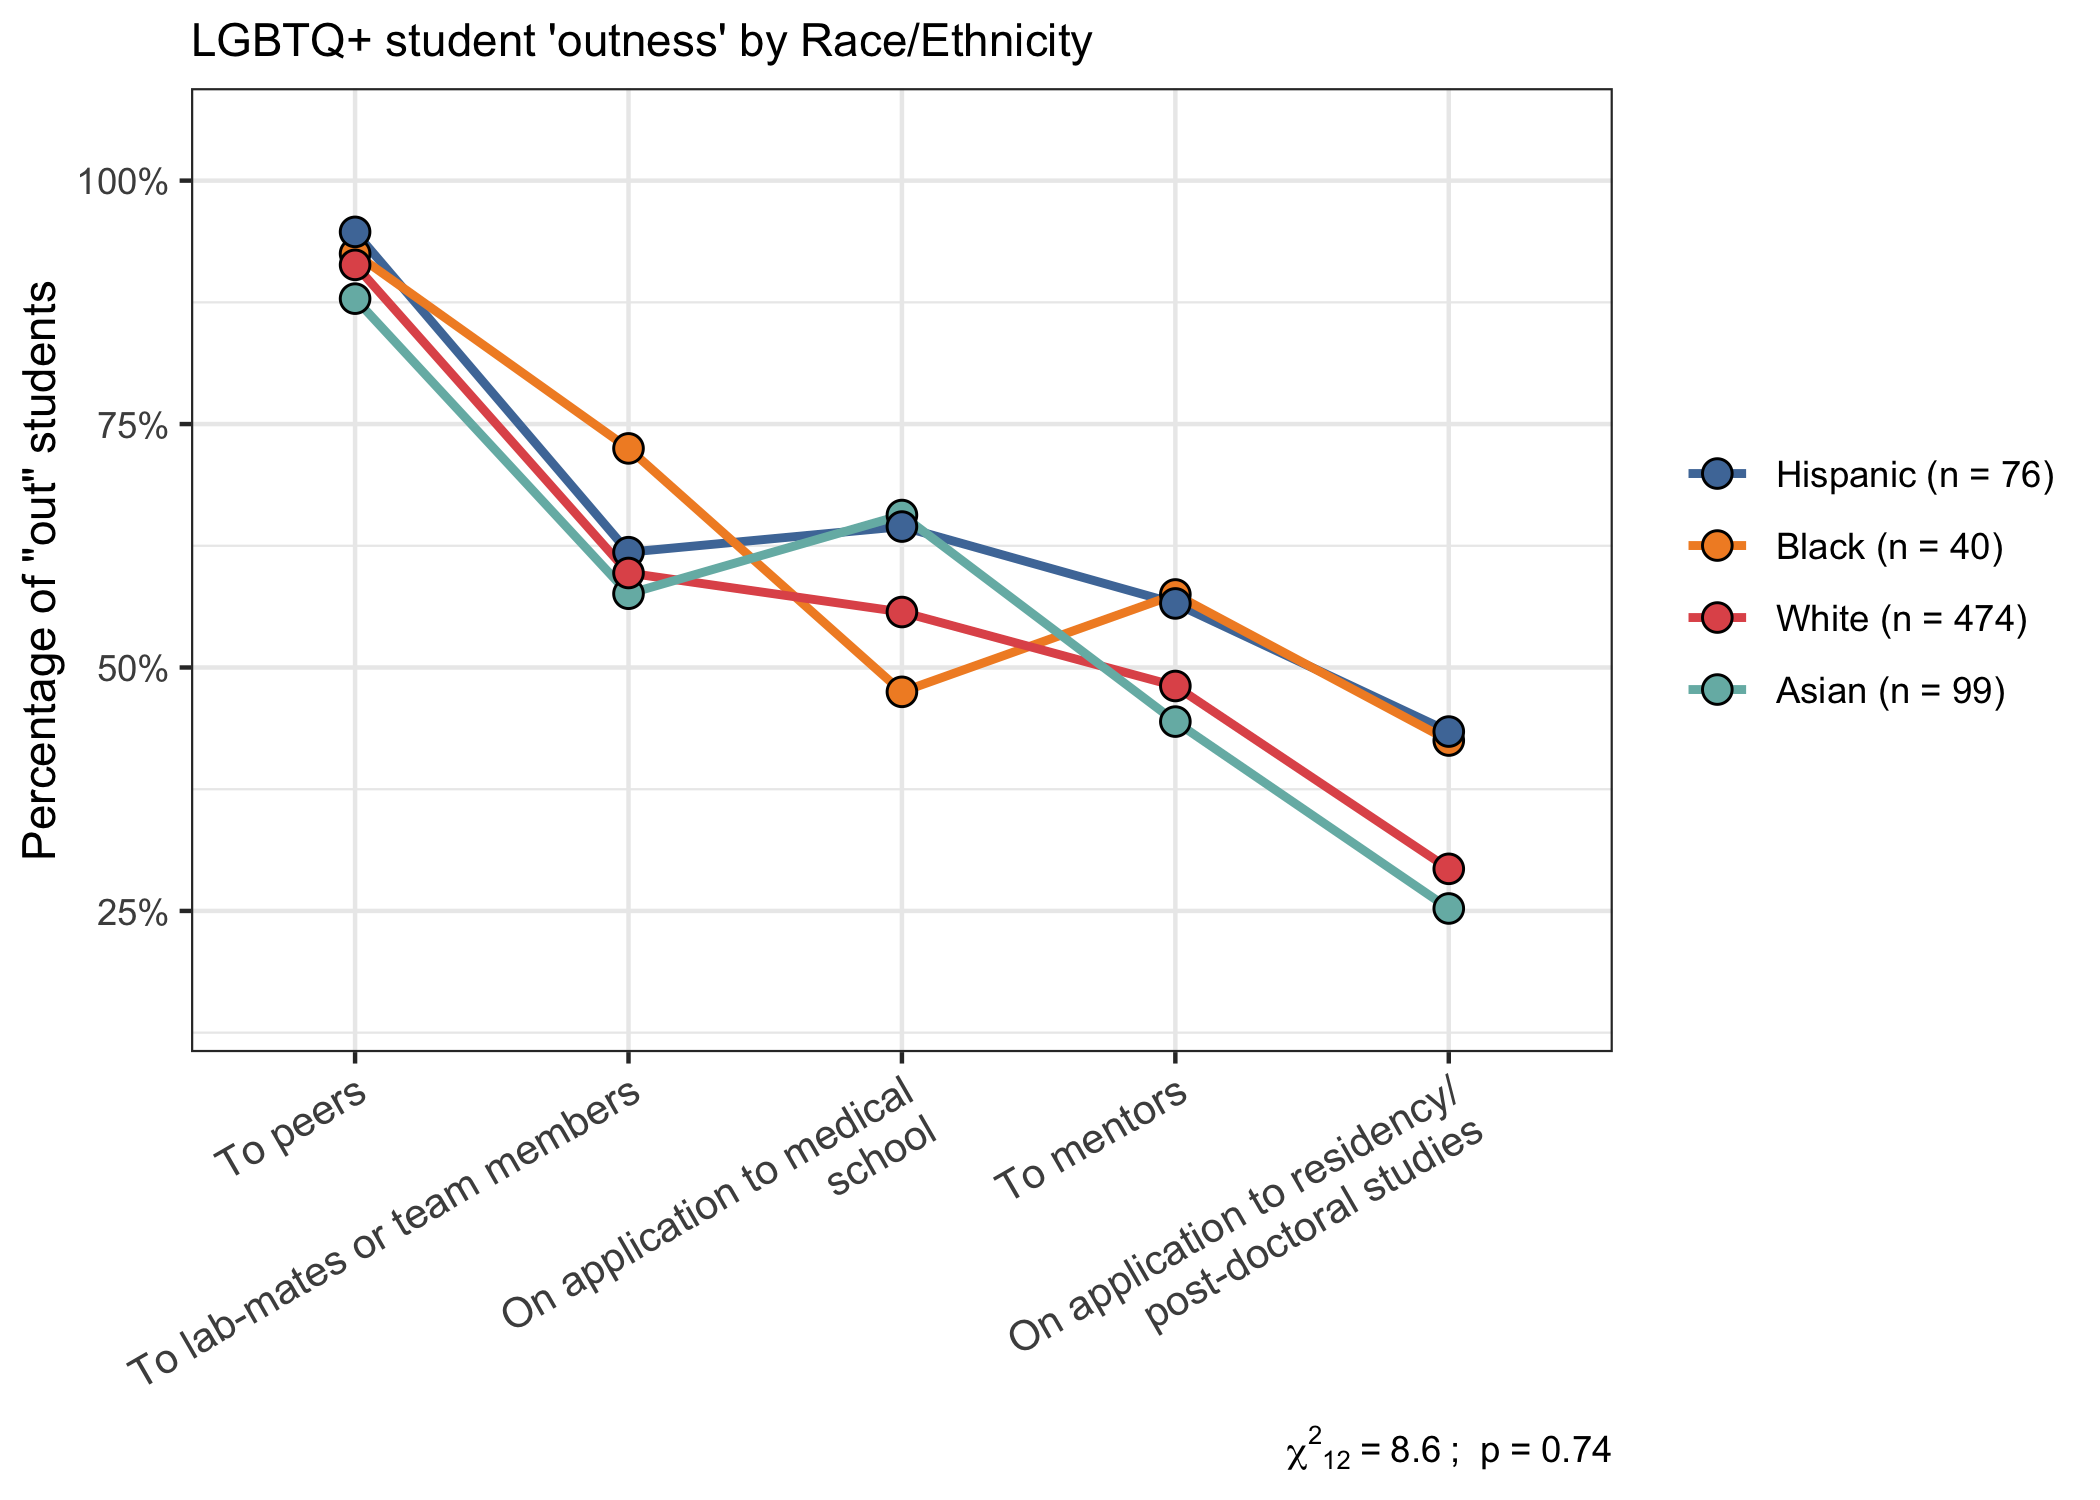 LGBTQ+ student 'outness' by Race/Ethnicity
Percentage of "out" students
100%
75%
50%
25%
To peers
To lab-mates or team members
On application to medical
school
To mentors
On application to residency/
post-doctoral studies
Hispanic (n = 76)
Black (n = 40)
White (n = 474)
Asian (n = 99)
χ²₁₂ = 8.6 ; p = 0.74